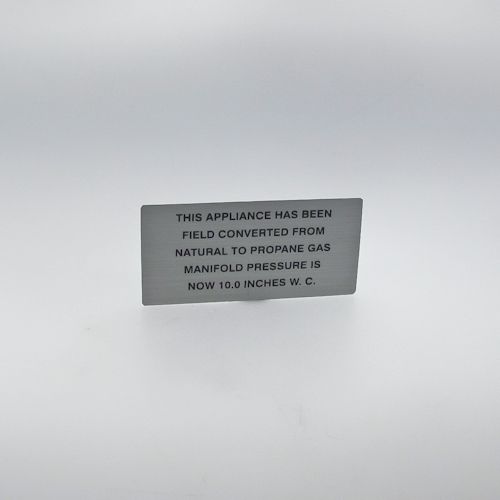 THIS APPLIANCE HAS BEEN
FIELD CONVERTED FROM
NATURAL TO PROPANE GAS
MANIFOLD PRESSURE IS
NOW 10.0 INCHES W. C.